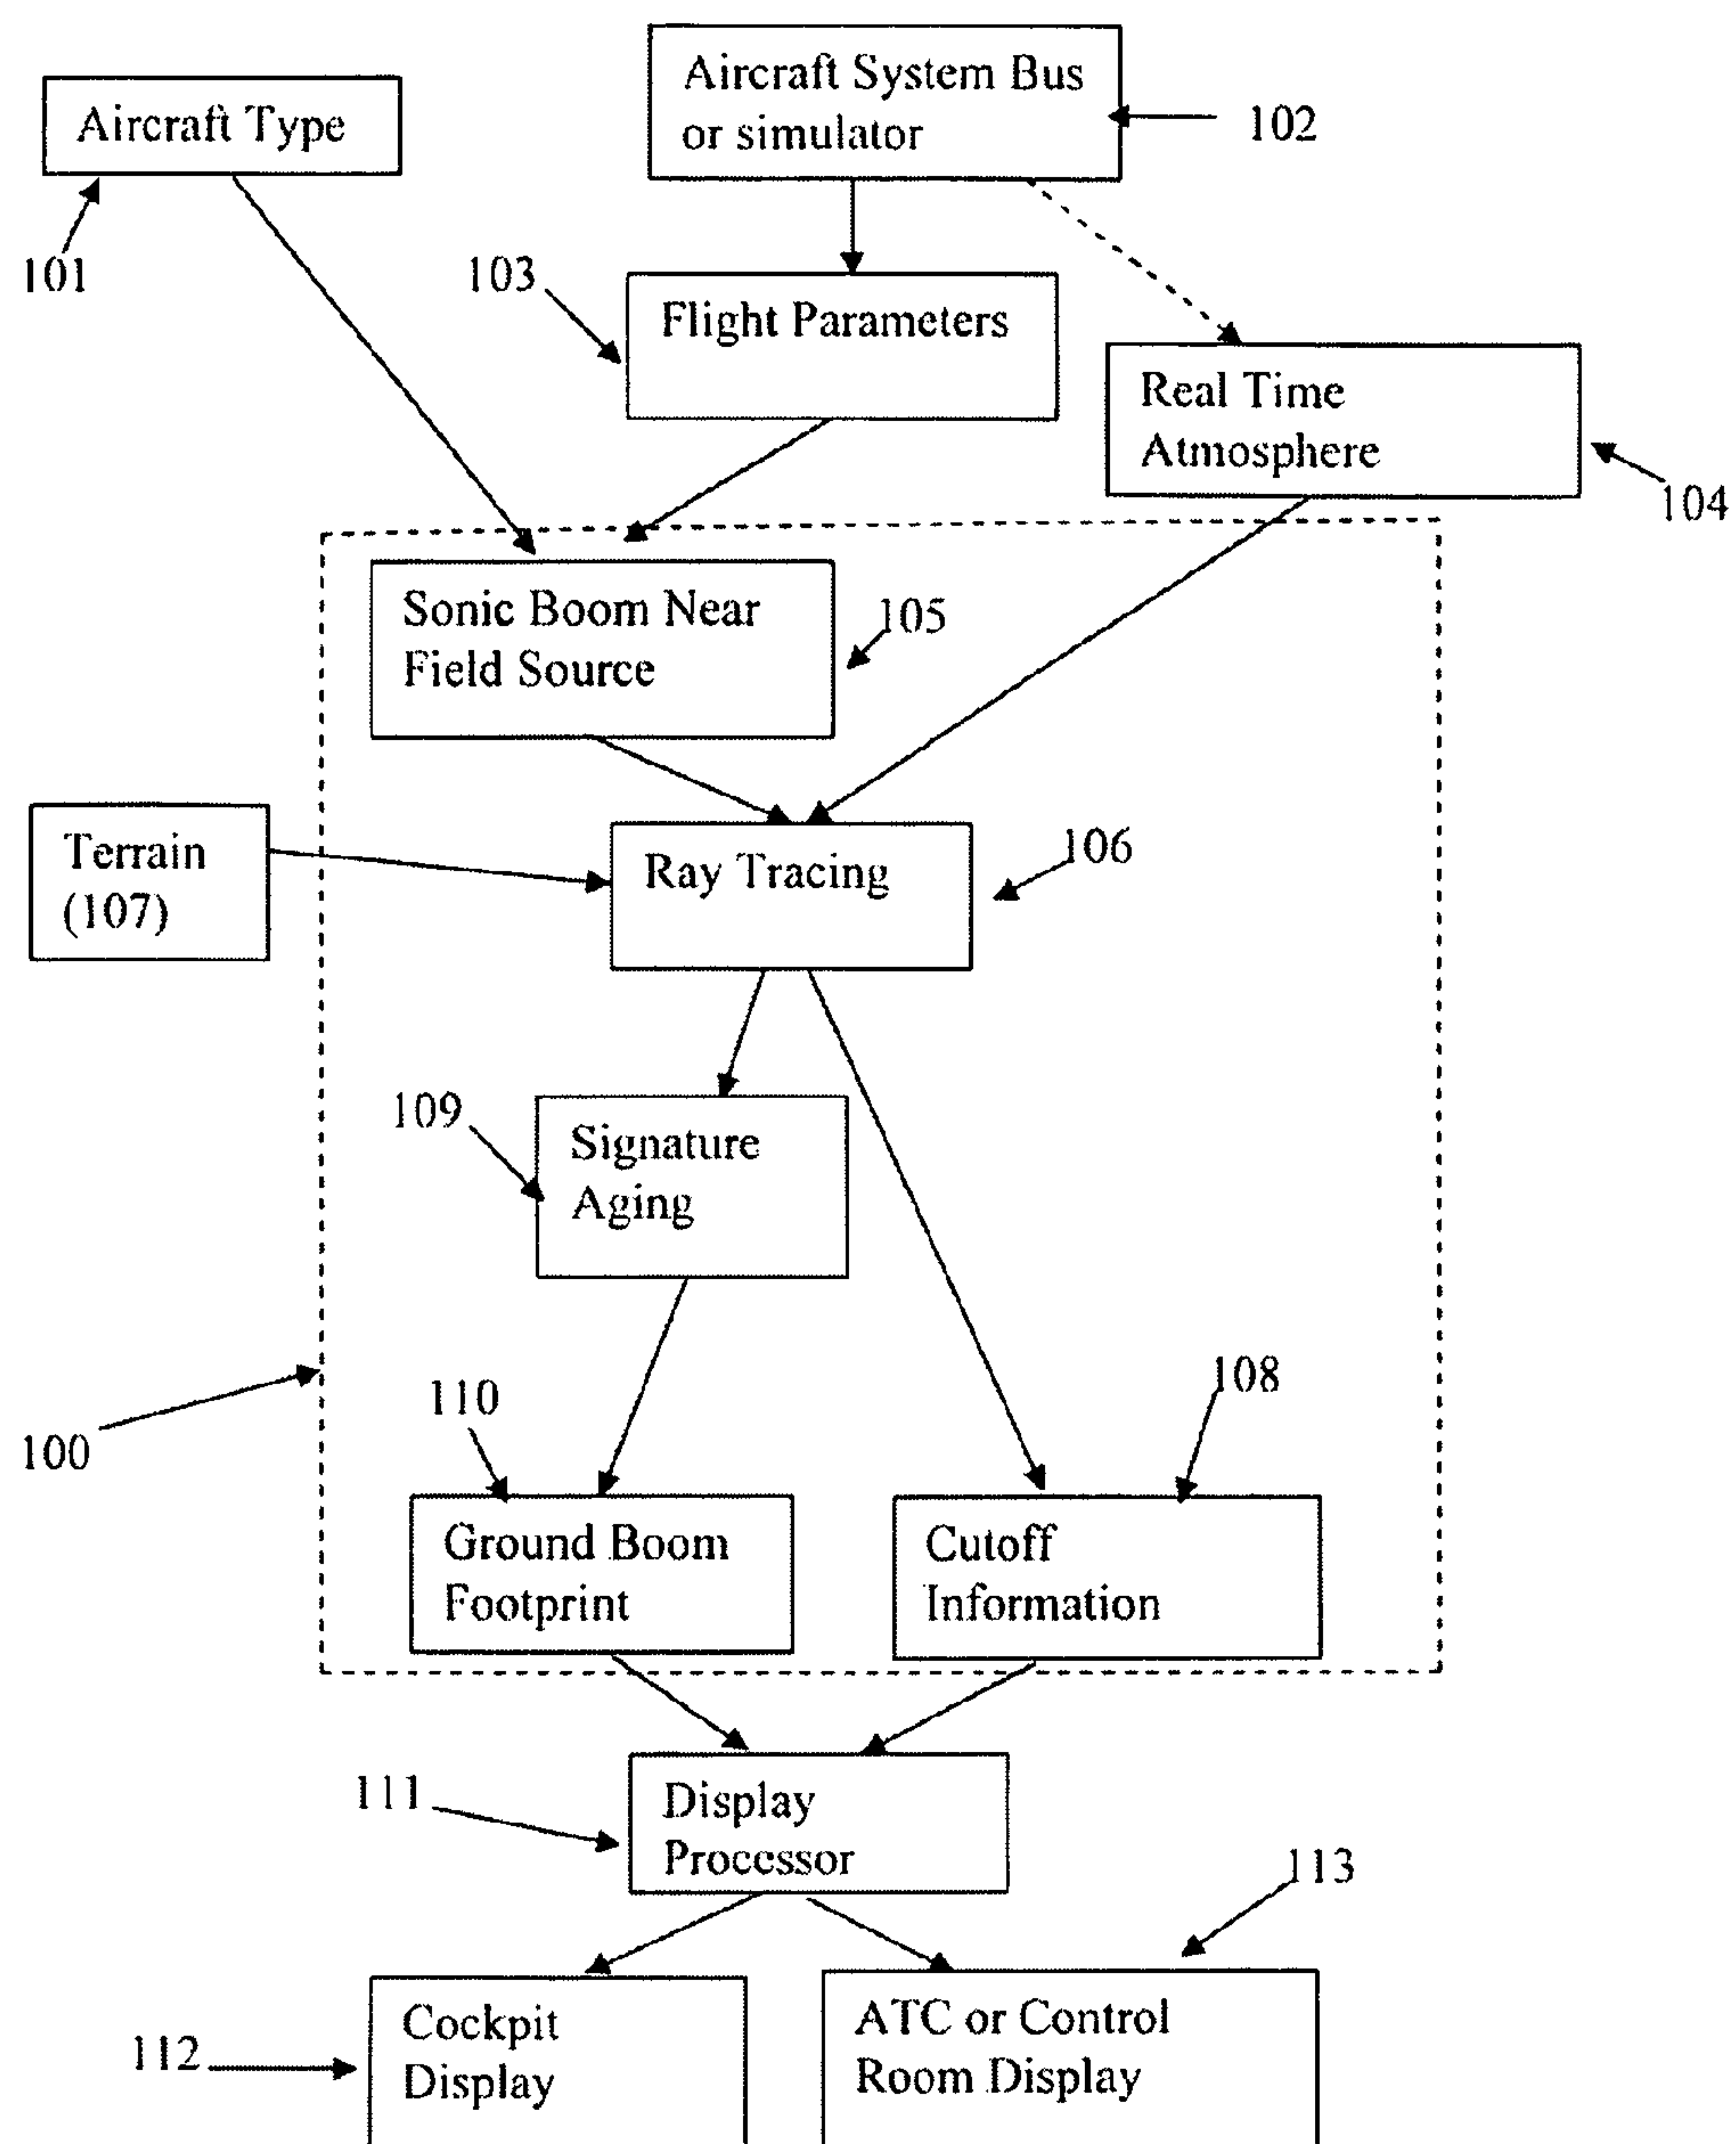 Aircraft Type
101
Aircraft System Bus
or simulator
102
103
Flight Parameters
Real Time
Atmosphere
104
Sonic Boom Near
Field Source
105
Terrain
(107)
Ray Tracing
106
109
Signature
Aging
100
110
108
Ground Boom
Footprint
Cutoff
Information
111
Display
Processor
113
112
Cockpit
Display
ATC or Control
Room Display